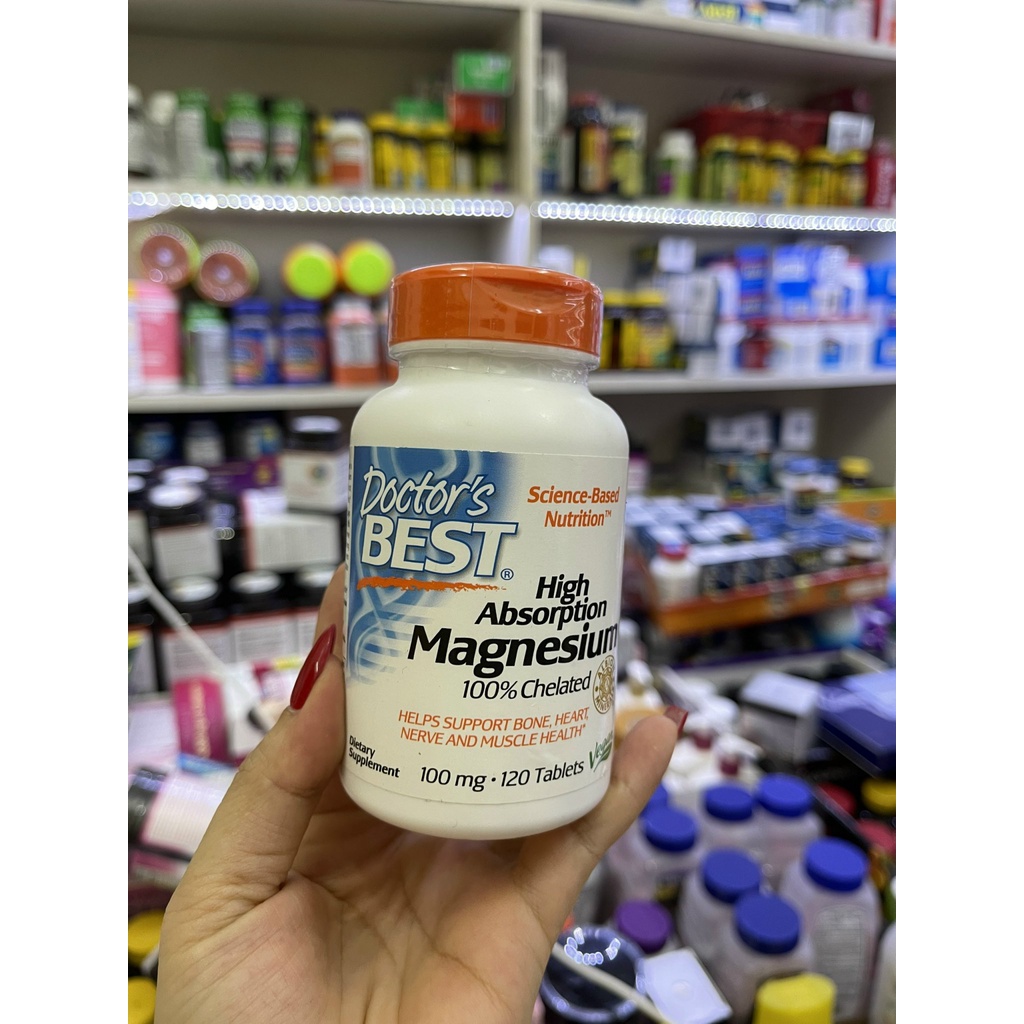 Doctor's
BEST®
Science-Based
Nutrition™
High
Absorption
Magnesium
100% Chelated
HELPS SUPPORT BONE, HEART,
NERVE AND MUSCLE HEALTH*
Dietary
Supplement
100 mg • 120 Tablets